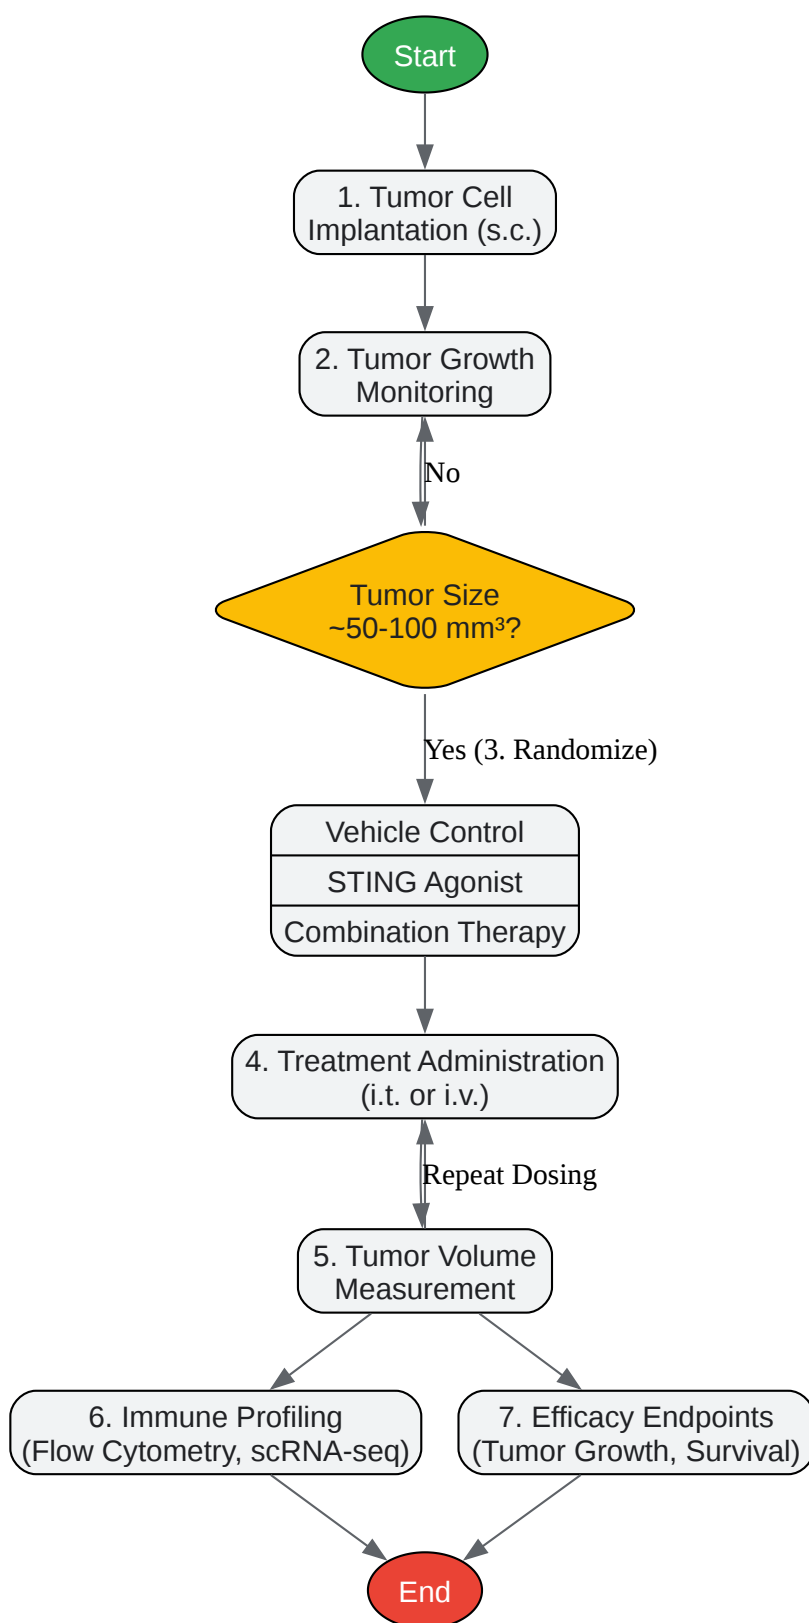 Start
1. Tumor Cell
Implantation (s.c.)
2. Tumor Growth
Monitoring
No
Tumor Size
~50-100 mm³?
Yes (3. Randomize)
Vehicle Control
STING Agonist
Combination Therapy
4. Treatment Administration
(i.t. or i.v.)
Repeat Dosing
5. Tumor Volume
Measurement
6. Immune Profiling
(Flow Cytometry, scRNA-seq)
7. Efficacy Endpoints
(Tumor Growth, Survival)
End